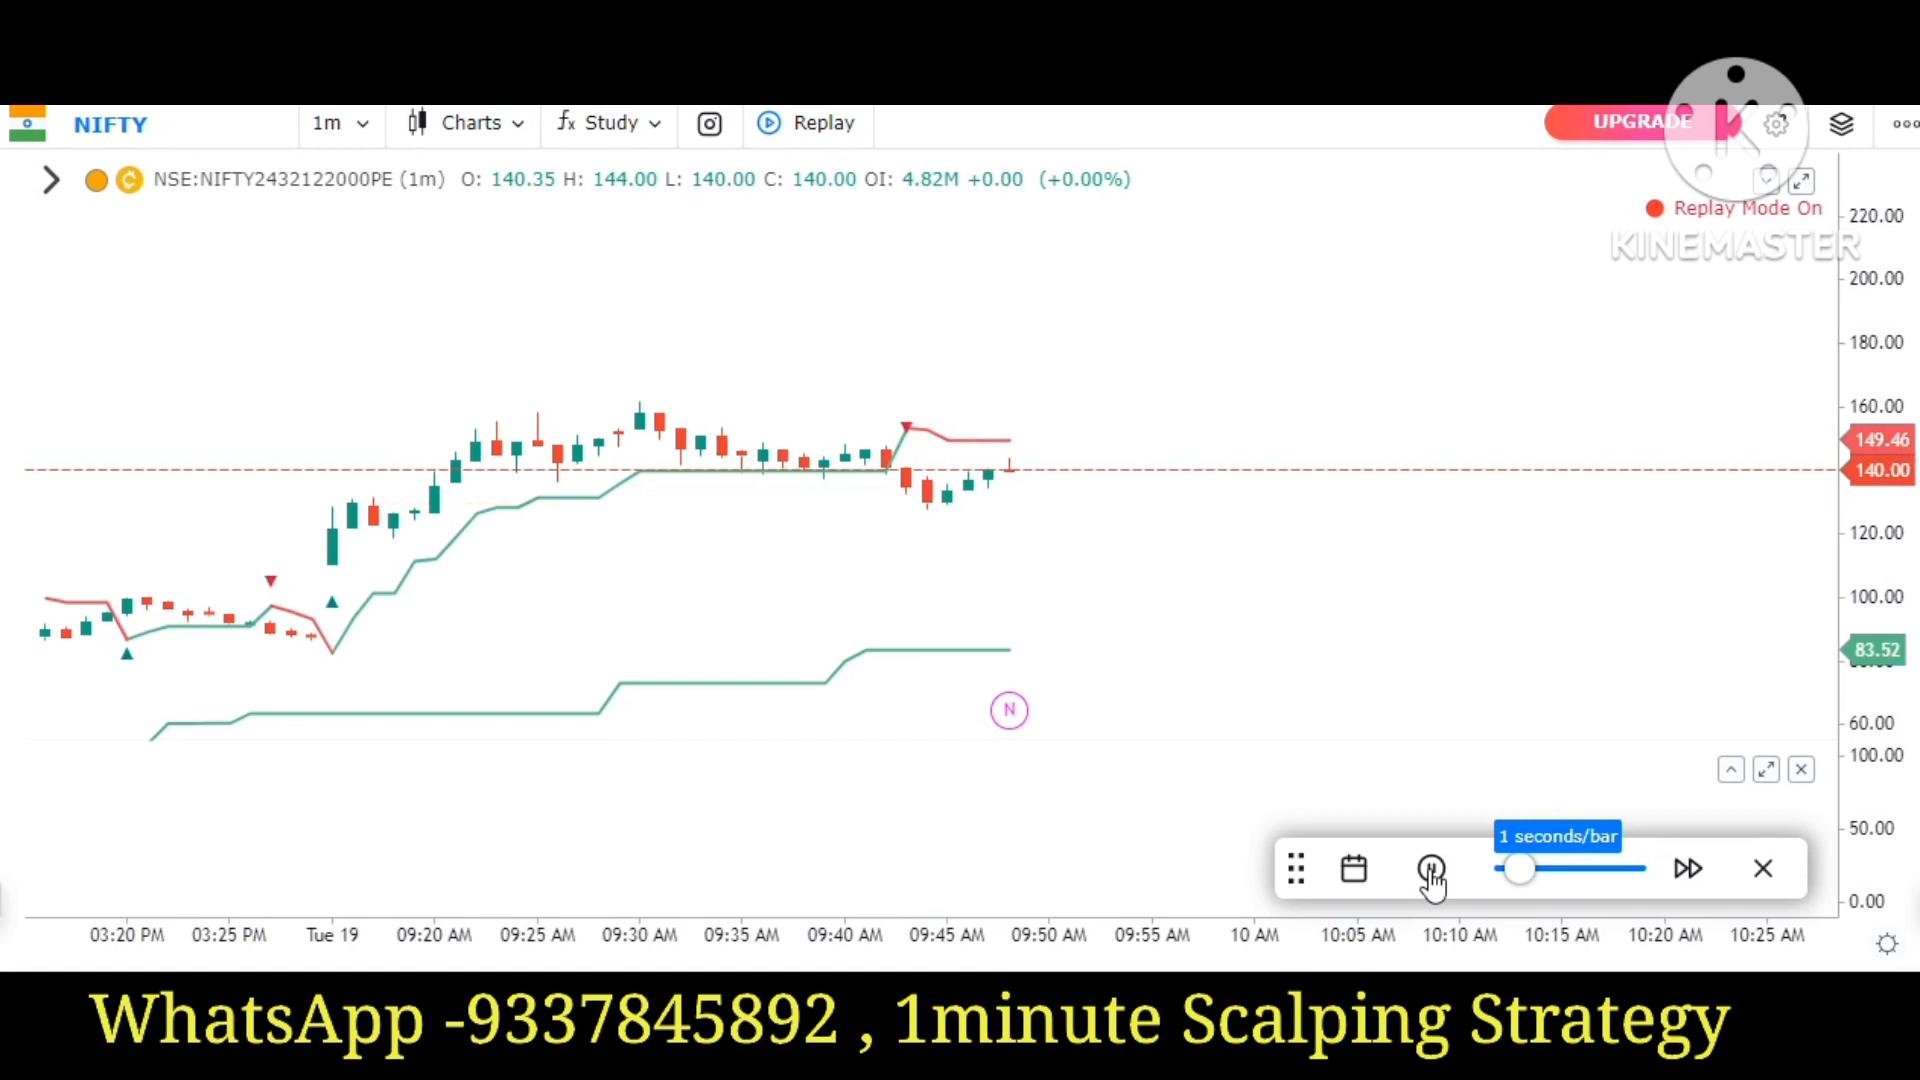 NIFTY
1m
Charts
fx Study
Replay
UPGRADE
NSE:NIFTY2432122000PE (1m) O: 140.35 H: 144.00 L: 140.00 C: 140.00 OI: 4.82M +0.00 (+0.00%)
Replay Mode On
KINEMASTER
220.00
200.00
180.00
160.00
149.46
140.00
120.00
100.00
83.52
60.00
N
100.00
50.00
0.00
1 seconds/bar
03:20 PM 03:25 PM Tue 19 09:20 AM 09:25 AM 09:30 AM 09:35 AM 09:40 AM 09:45 AM 09:50 AM 09:55 AM 10 AM 10:05 AM 10:10 AM 10:15 AM 10:20 AM 10:25 AM
WhatsApp -9337845892 , 1minute Scalping Strategy